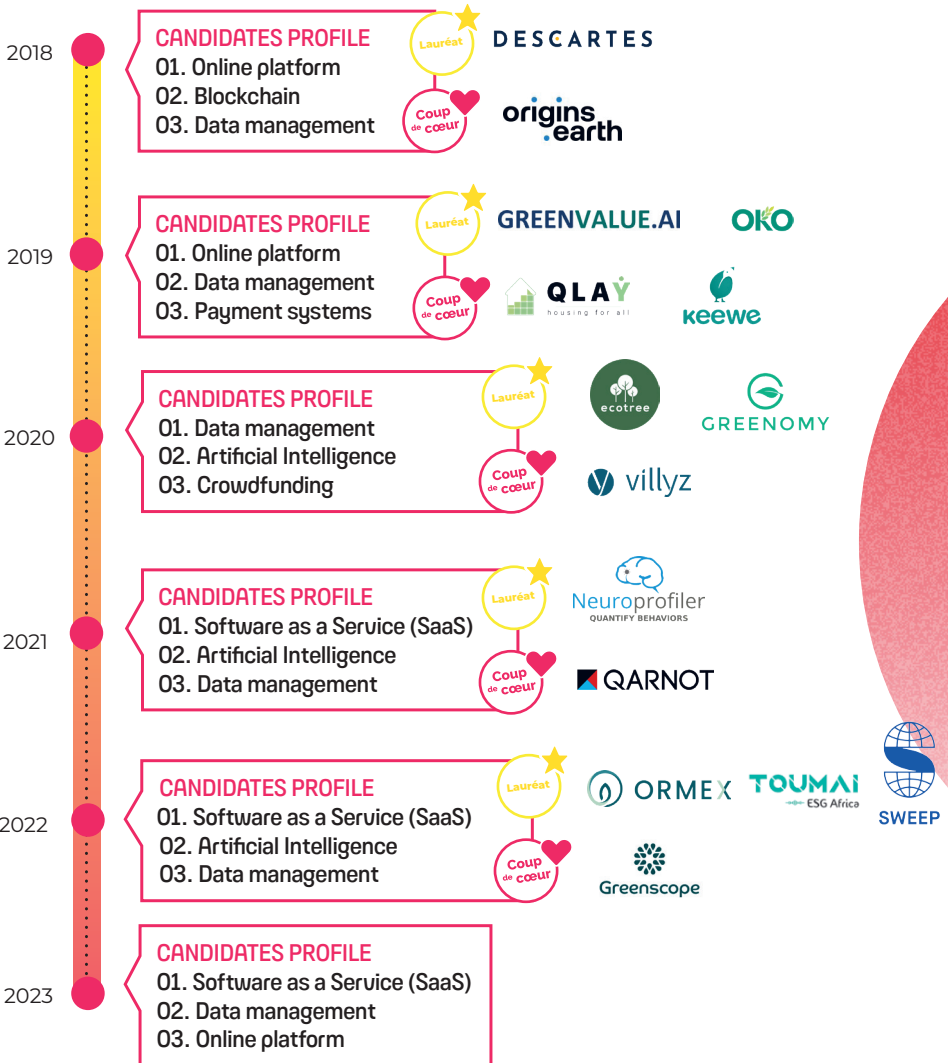 2018
CANDIDATES PROFILE
01. Online platform
02. Blockchain
03. Data management
Lauréat
DESCARTES
Coup
de cœur
origins
.earth
2019
CANDIDATES PROFILE
01. Online platform
02. Data management
03. Payment systems
Lauréat
GREENVALUE.AI
OKO
Coup
de cœur
QLAY
housing for all
KEEWE
2020
CANDIDATES PROFILE
01. Data management
02. Artificial Intelligence
03. Crowdfunding
Lauréat
ecotree
GREENOMY
Coup
de cœur
villyz
2021
CANDIDATES PROFILE
01. Software as a Service (SaaS)
02. Artificial Intelligence
03. Data management
Lauréat
Neuroprofiler
QUANTIFY BEHAVIORS
Coup
de cœur
QARNOT
2022
CANDIDATES PROFILE
01. Software as a Service (SaaS)
02. Artificial Intelligence
03. Data management
Lauréat
ORMEX
TOUMAI
ESG Africa
SWEEP
Coup
de cœur
Greenscope
2023
CANDIDATES PROFILE
01. Software as a Service (SaaS)
02. Data management
03. Online platform